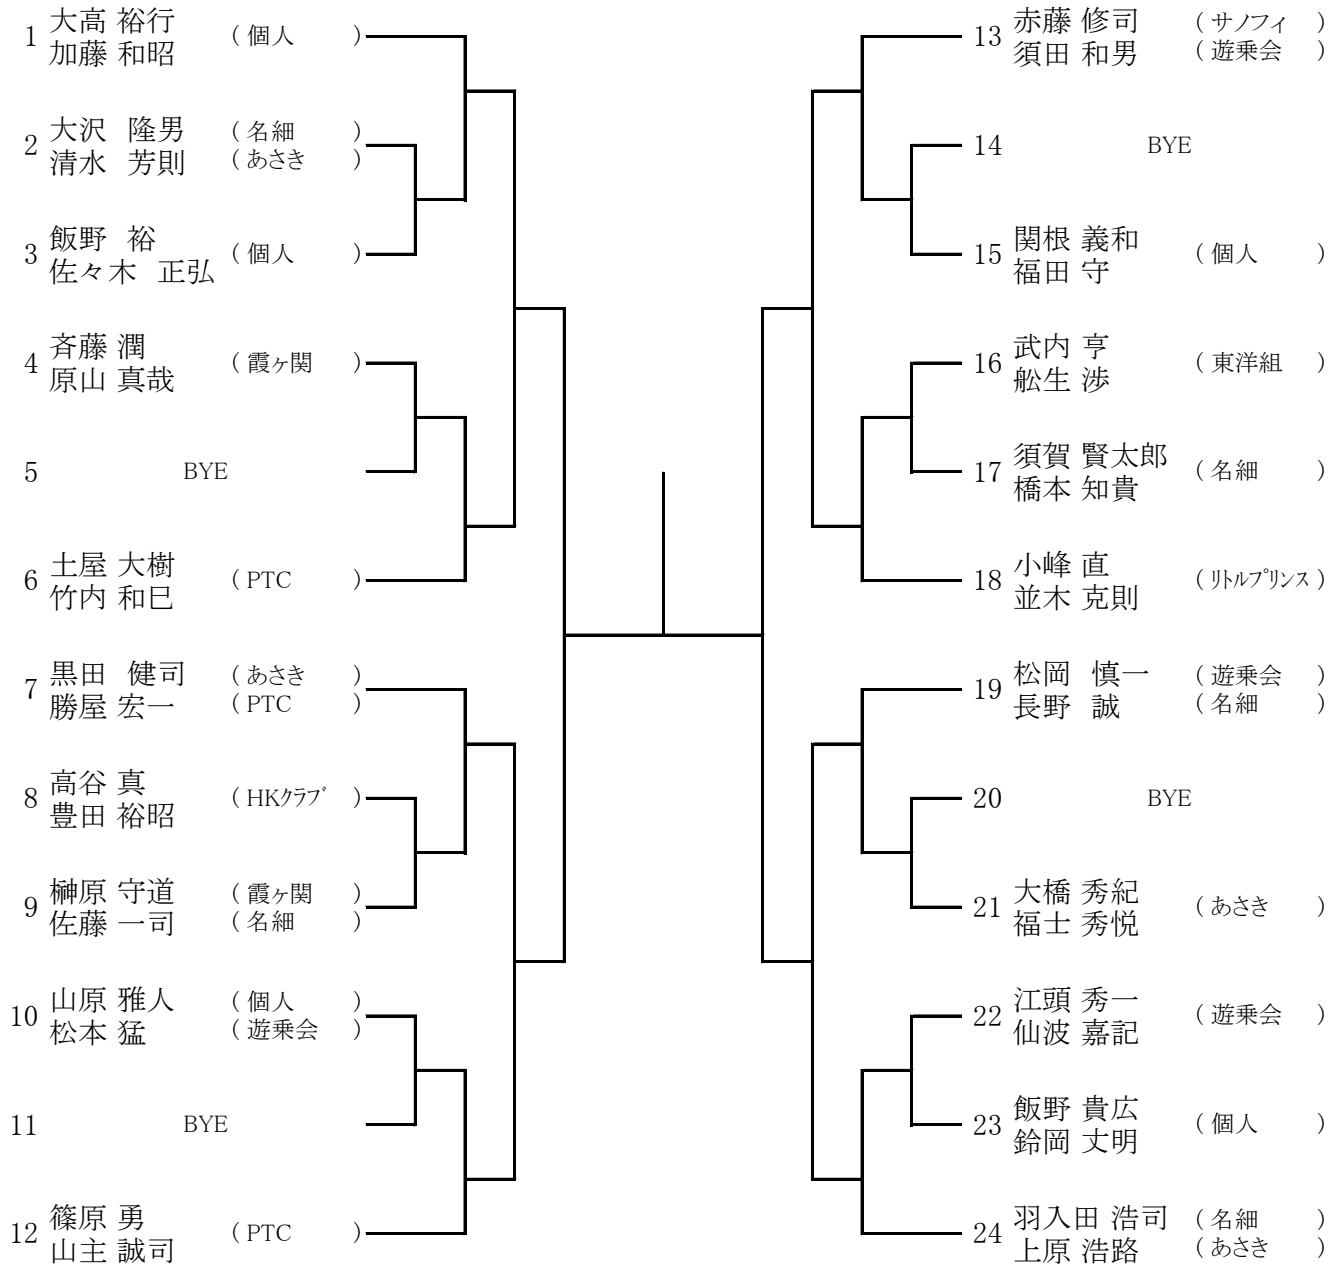 1 大高 裕行 ( 個人 )
加藤 和昭
2 大沢 隆男 ( 名細 )
清水 芳則 ( あさき )
3 飯野 裕 ( 個人 )
佐々木 正弘
4 斉藤 潤 ( 霞ヶ関 )
原山 真哉
5 BYE
6 土屋 大樹 ( PTC )
竹内 和巳
7 黒田 健司 ( あさき )
勝屋 宏一 ( PTC )
8 高谷 真 ( HKクラブ )
豊田 裕昭
9 榊原 守道 ( 霞ヶ関 )
佐藤 一司 ( 名細 )
10 山原 雅人 ( 個人 )
松本 猛 ( 遊乗会 )
11 BYE
12 篠原 勇 ( PTC )
山主 誠司
13 赤藤 修司 ( サノフィ )
須田 和男 ( 遊乗会 )
14 BYE
15 関根 義和 ( 個人 )
福田 守
16 武内 亨 ( 東洋組 )
舩生 渉
17 須賀 賢太郎 ( 名細 )
橋本 知貴
18 小峰 直 ( リトルプリンス )
並木 克則
19 松岡 慎一 ( 遊乗会 )
長野 誠 ( 名細 )
20 BYE
21 大橋 秀紀 ( あさき )
福士 秀悦
22 江頭 秀一 ( 遊乗会 )
仙波 嘉記
23 飯野 貴広 ( 個人 )
鈴岡 丈明
24 羽入田 浩司 ( 名細 )
上原 浩路 ( あさき )